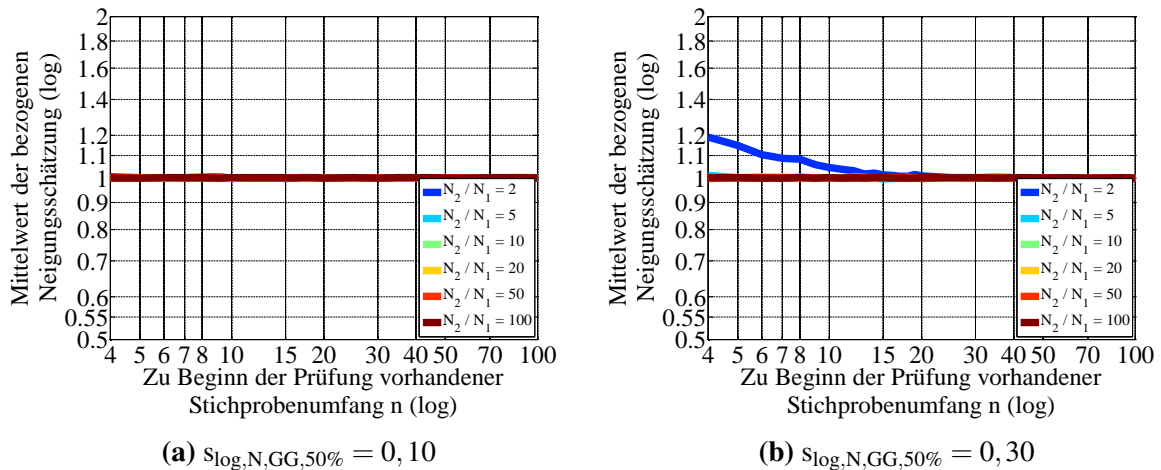 Mittelwert der bezogenen
Neigungsschätzung (log)
2
1.8
1.6
1.4
1.2
1.1
1
0.9
0.8
0.7
0.6
0.55
0.5
N₂ / N₁ = 2
N₂ / N₁ = 5
N₂ / N₁ = 10
N₂ / N₁ = 20
N₂ / N₁ = 50
N₂ / N₁ = 100
4 5 6 7 8 10 15 20 30 40 50 70 100
Zu Beginn der Prüfung vorhandener
Stichprobenumfang n (log)
(a) s_log,N,GG,50% = 0, 10
Mittelwert der bezogenen
Neigungsschätzung (log)
2
1.8
1.6
1.4
1.2
1.1
1
0.9
0.8
0.7
0.6
0.55
0.5
N₂ / N₁ = 2
N₂ / N₁ = 5
N₂ / N₁ = 10
N₂ / N₁ = 20
N₂ / N₁ = 50
N₂ / N₁ = 100
4 5 6 7 8 10 15 20 30 40 50 70 100
Zu Beginn der Prüfung vorhandener
Stichprobenumfang n (log)
(b) s_log,N,GG,50% = 0, 30